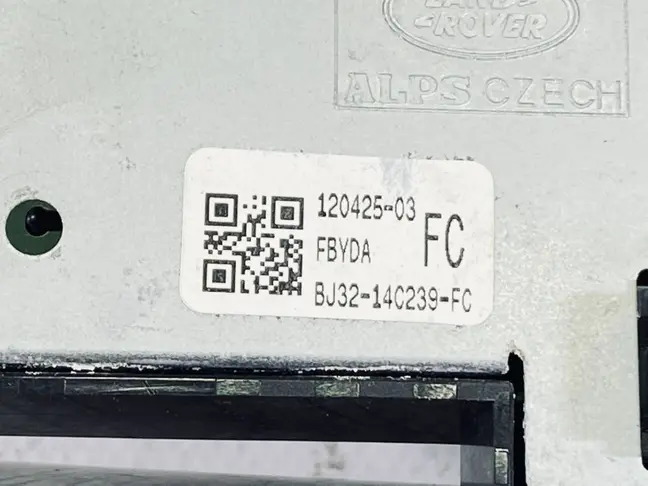 LAND-
-ROVER
ALPS CZECH
120425-03
FBYDA
FC
BJ32-14C239-FC